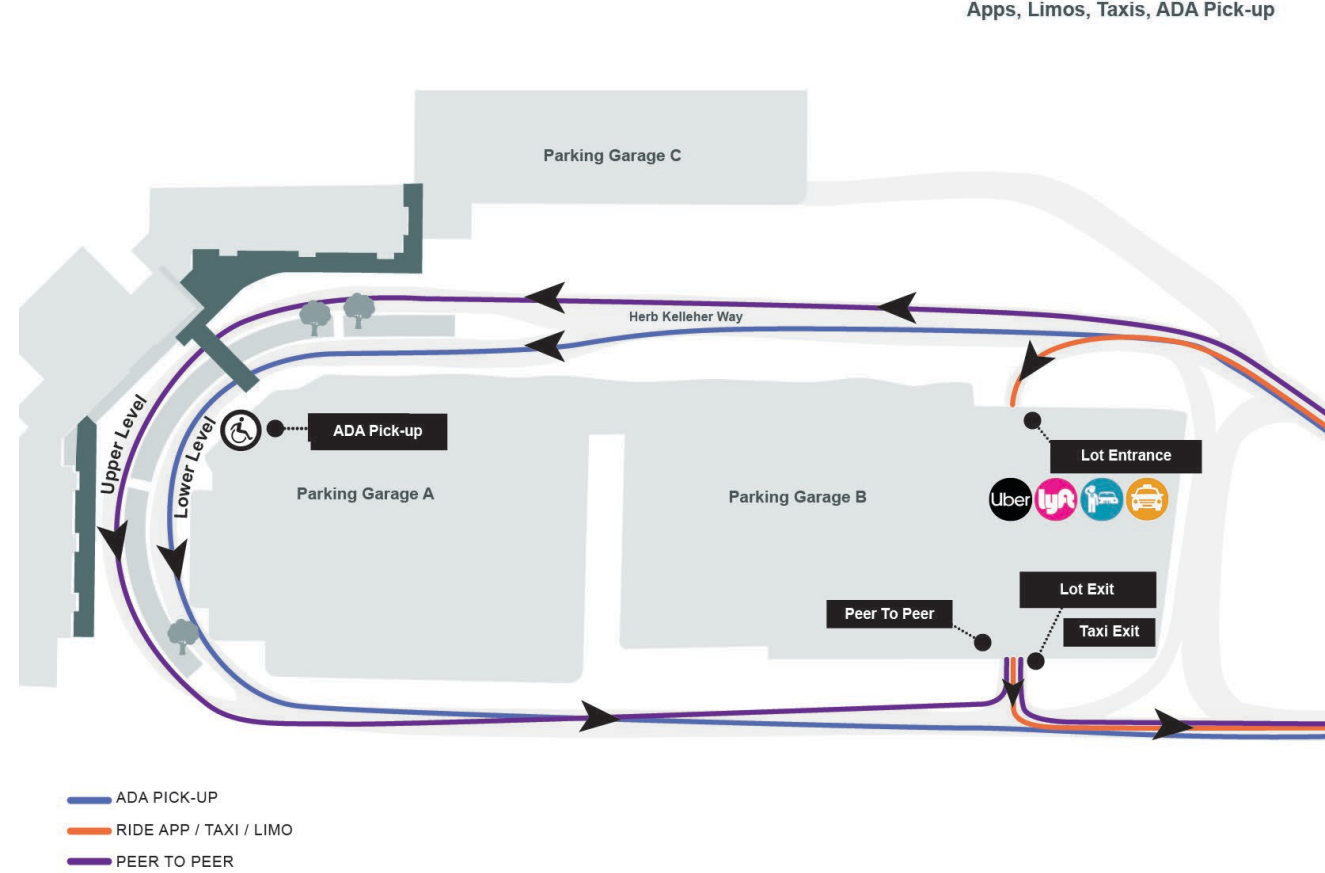 Apps, Limos, Taxis, ADA Pick-up
Parking Garage C
Herb Kelleher Way
Upper Level
Lower Level
ADA Pick-up
Lot Entrance
Parking Garage A
Parking Garage B
Uber
lyft
Lot Exit
Peer To Peer
Taxi Exit
ADA PICK-UP
RIDE APP / TAXI / LIMO
PEER TO PEER